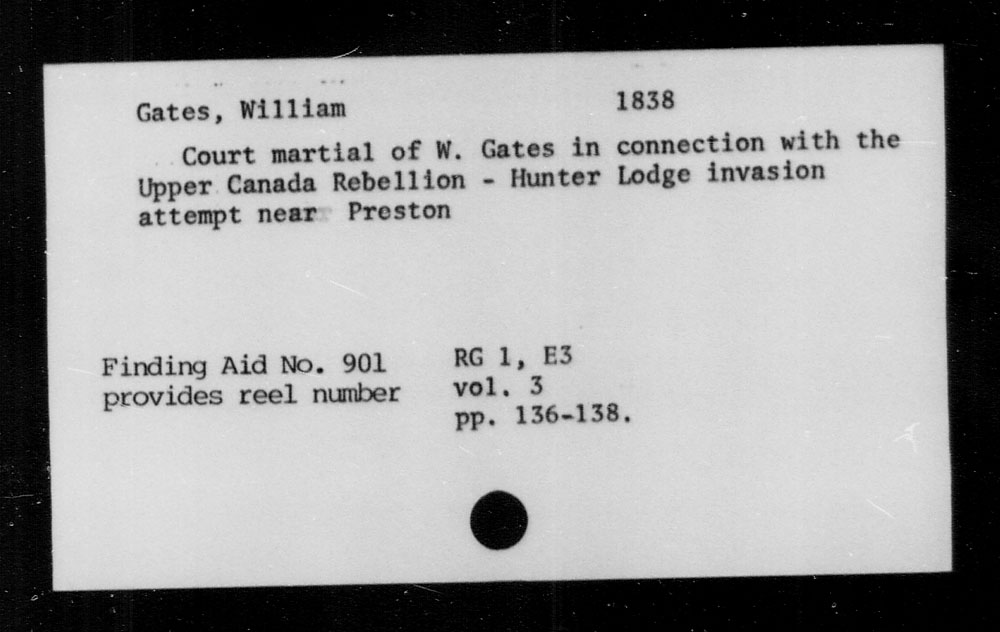 Gates, William 1838
Court martial of W. Gates in connection with the
Upper Canada Rebellion - Hunter Lodge invasion
attempt near Preston
Finding Aid No. 901
provides reel number
RG 1, E3
vol. 3
pp. 136-138.